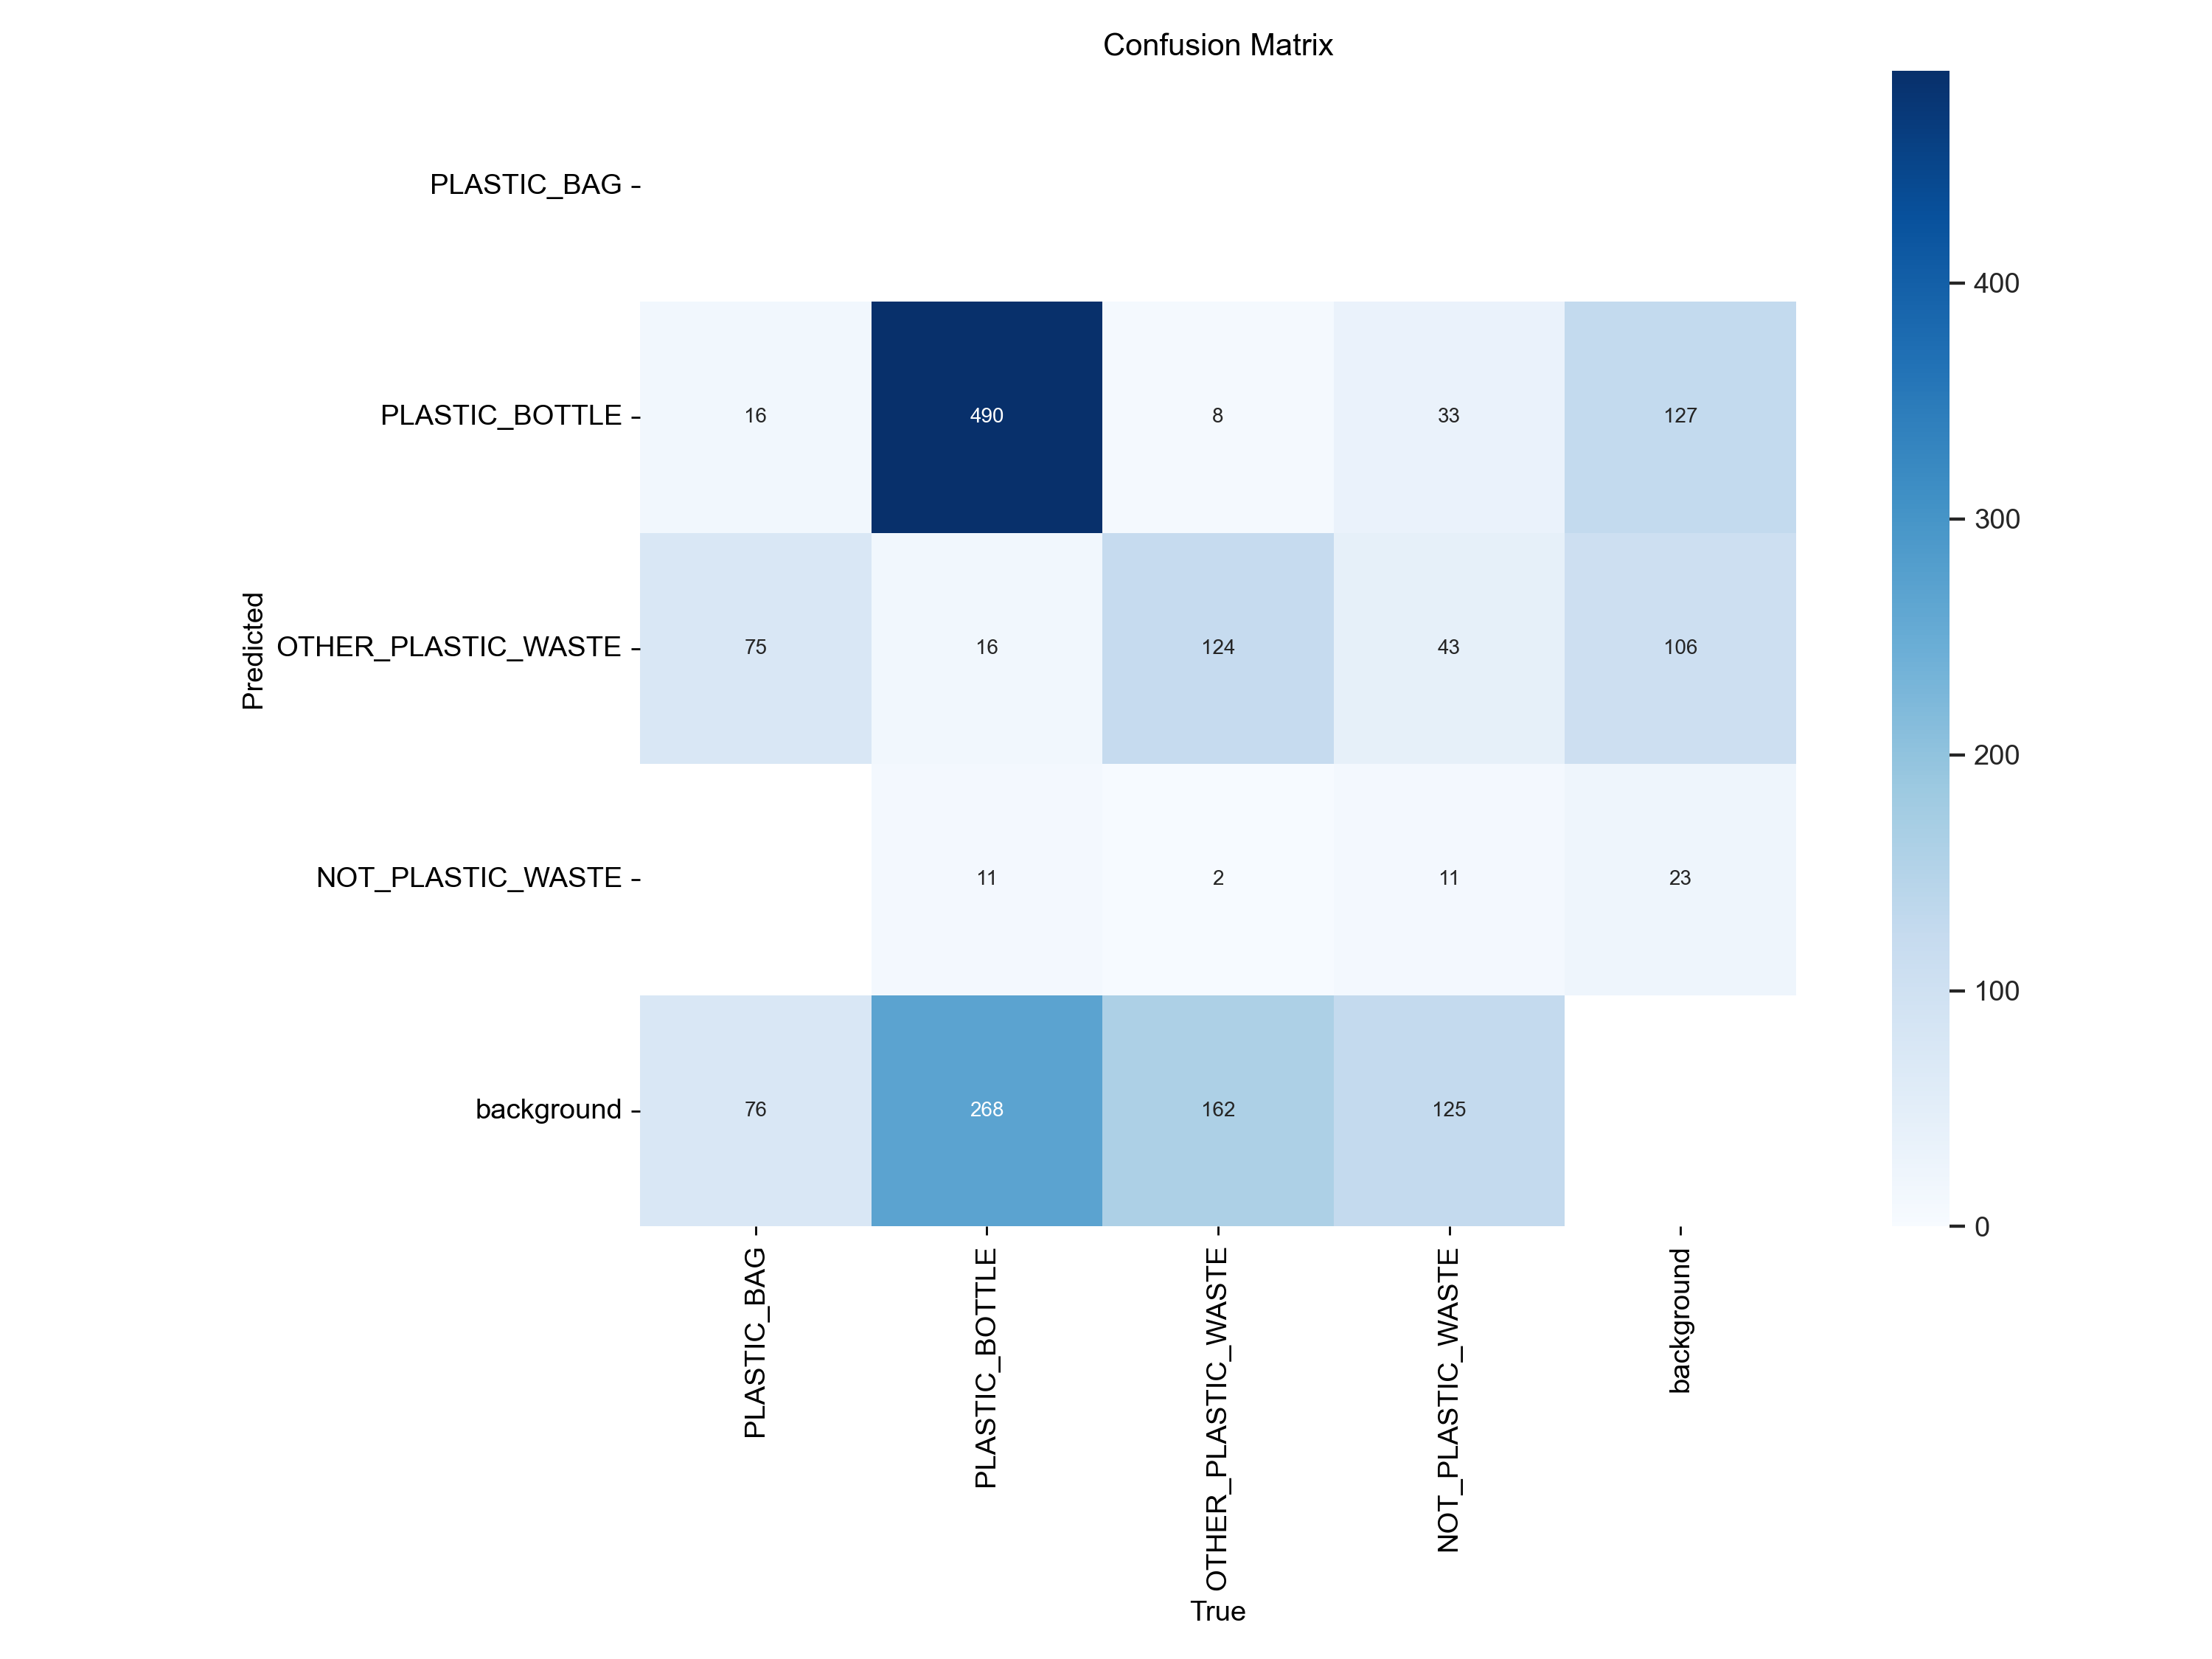 Confusion Matrix
PLASTIC_BAG
PLASTIC_BOTTLE 16 490 8 33 127
OTHER_PLASTIC_WASTE 75 16 124 43 106
NOT_PLASTIC_WASTE 11 2 11 23
background 76 268 162 125
Predicted
PLASTIC_BAG
PLASTIC_BOTTLE
OTHER_PLASTIC_WASTE
NOT_PLASTIC_WASTE
background
True
400
300
200
100
0